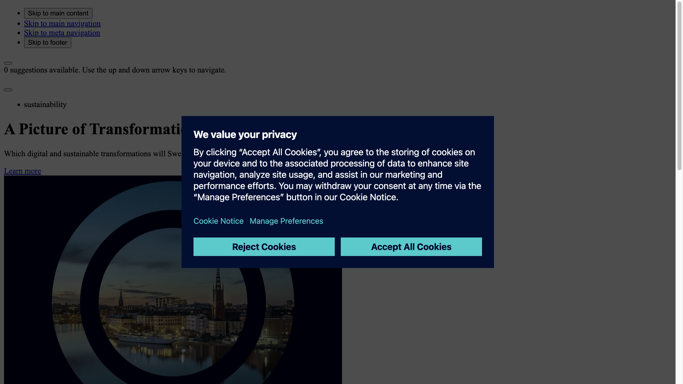 Skip to main content
Skip to main navigation
Skip to meta navigation
Skip to footer
0 suggestions available. Use the up and down arrow keys to navigate.
sustainability
A Picture of Transformati
Which digital and sustainable transformations will Swe
Learn more
We value your privacy
By clicking “Accept All Cookies”, you agree to the storing of cookies on
your device and to the associated processing of data to enhance site
navigation, analyze site usage, and assist in our marketing and
performance efforts. You may withdraw your consent at any time via the
“Manage Preferences” button in our Cookie Notice.
Cookie Notice Manage Preferences
Reject Cookies Accept All Cookies